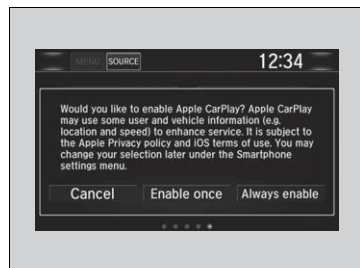 MENU SOURCE 12:34
Would you like to enable Apple CarPlay? Apple CarPlay
may use some user and vehicle information (e.g.
location and speed) to enhance service. It is subject to
the Apple Privacy policy and iOS terms of use. You may
change your selection later under the Smartphone
settings menu.
Cancel Enable once Always enable